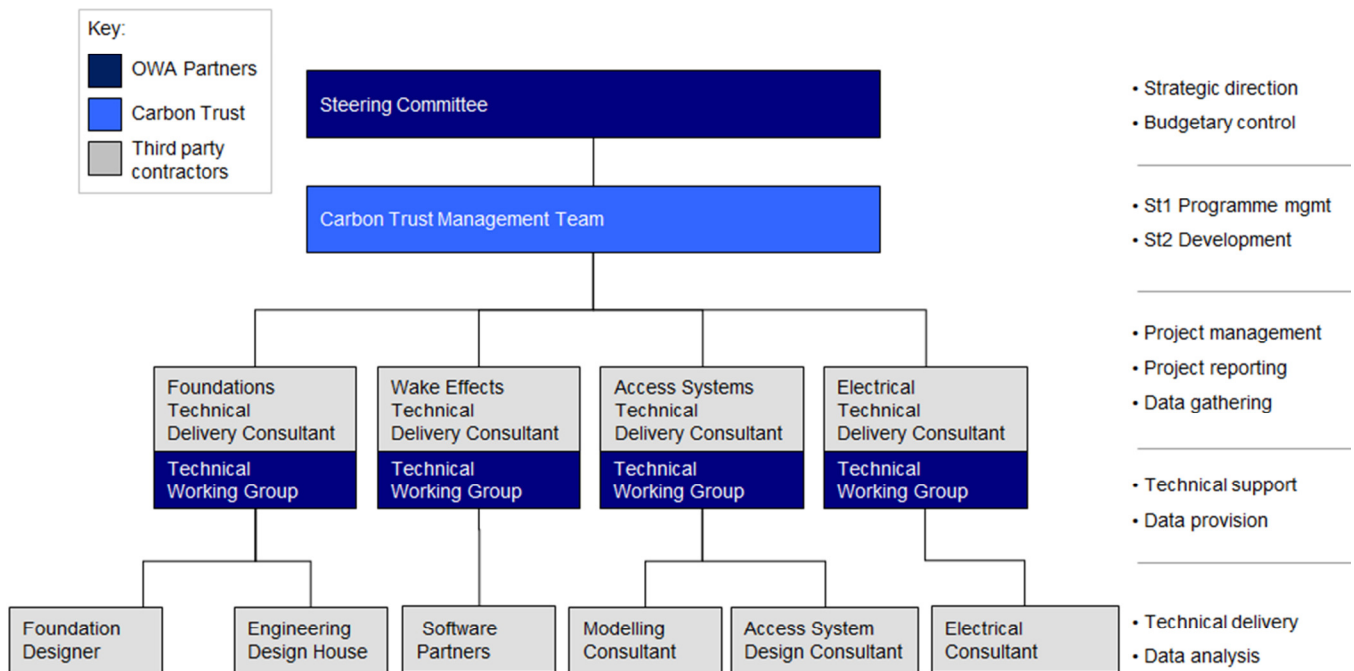 Key:
OWA Partners
Carbon Trust
Third party
contractors
Steering Committee
• Strategic direction
• Budgetary control
Carbon Trust Management Team
• St1 Programme mgmt
• St2 Development
Foundations
Technical
Delivery Consultant
Technical
Working Group
Wake Effects
Technical
Delivery Consultant
Technical
Working Group
Access Systems
Technical
Delivery Consultant
Technical
Working Group
Electrical
Technical
Delivery Consultant
Technical
Working Group
• Project management
• Project reporting
• Data gathering
• Technical support
• Data provision
Foundation
Designer
Engineering
Design House
Software
Partners
Modelling
Consultant
Access System
Design Consultant
Electrical
Consultant
• Technical delivery
• Data analysis